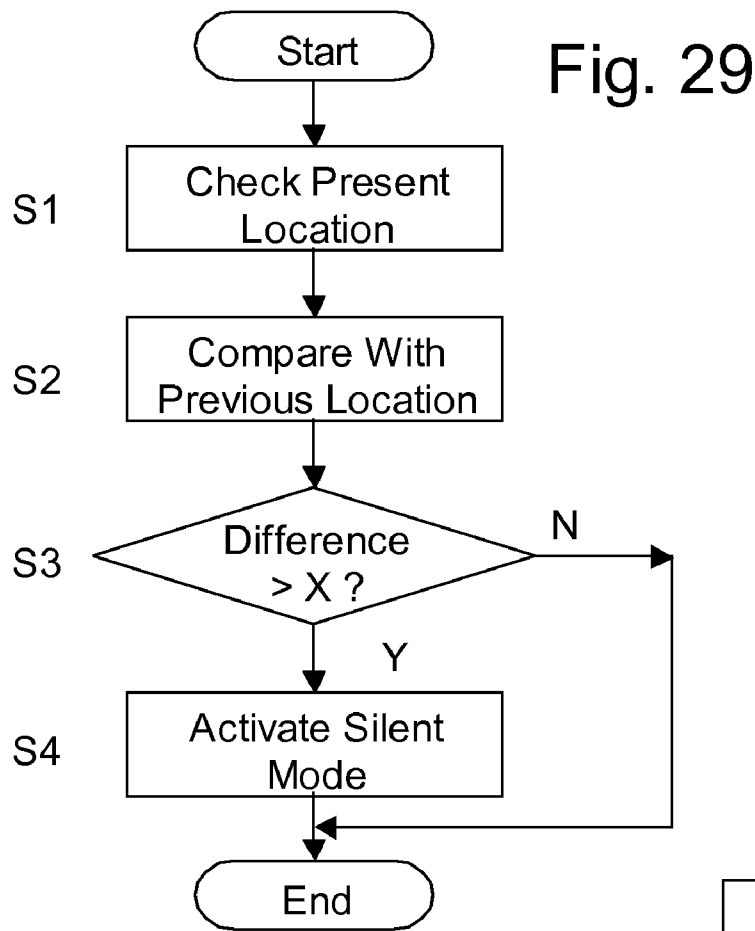 Start
Fig. 29
S1
Check Present
Location
S2
Compare With
Previous Location
S3
Difference
> X ?
N
Y
S4
Activate Silent
Mode
End